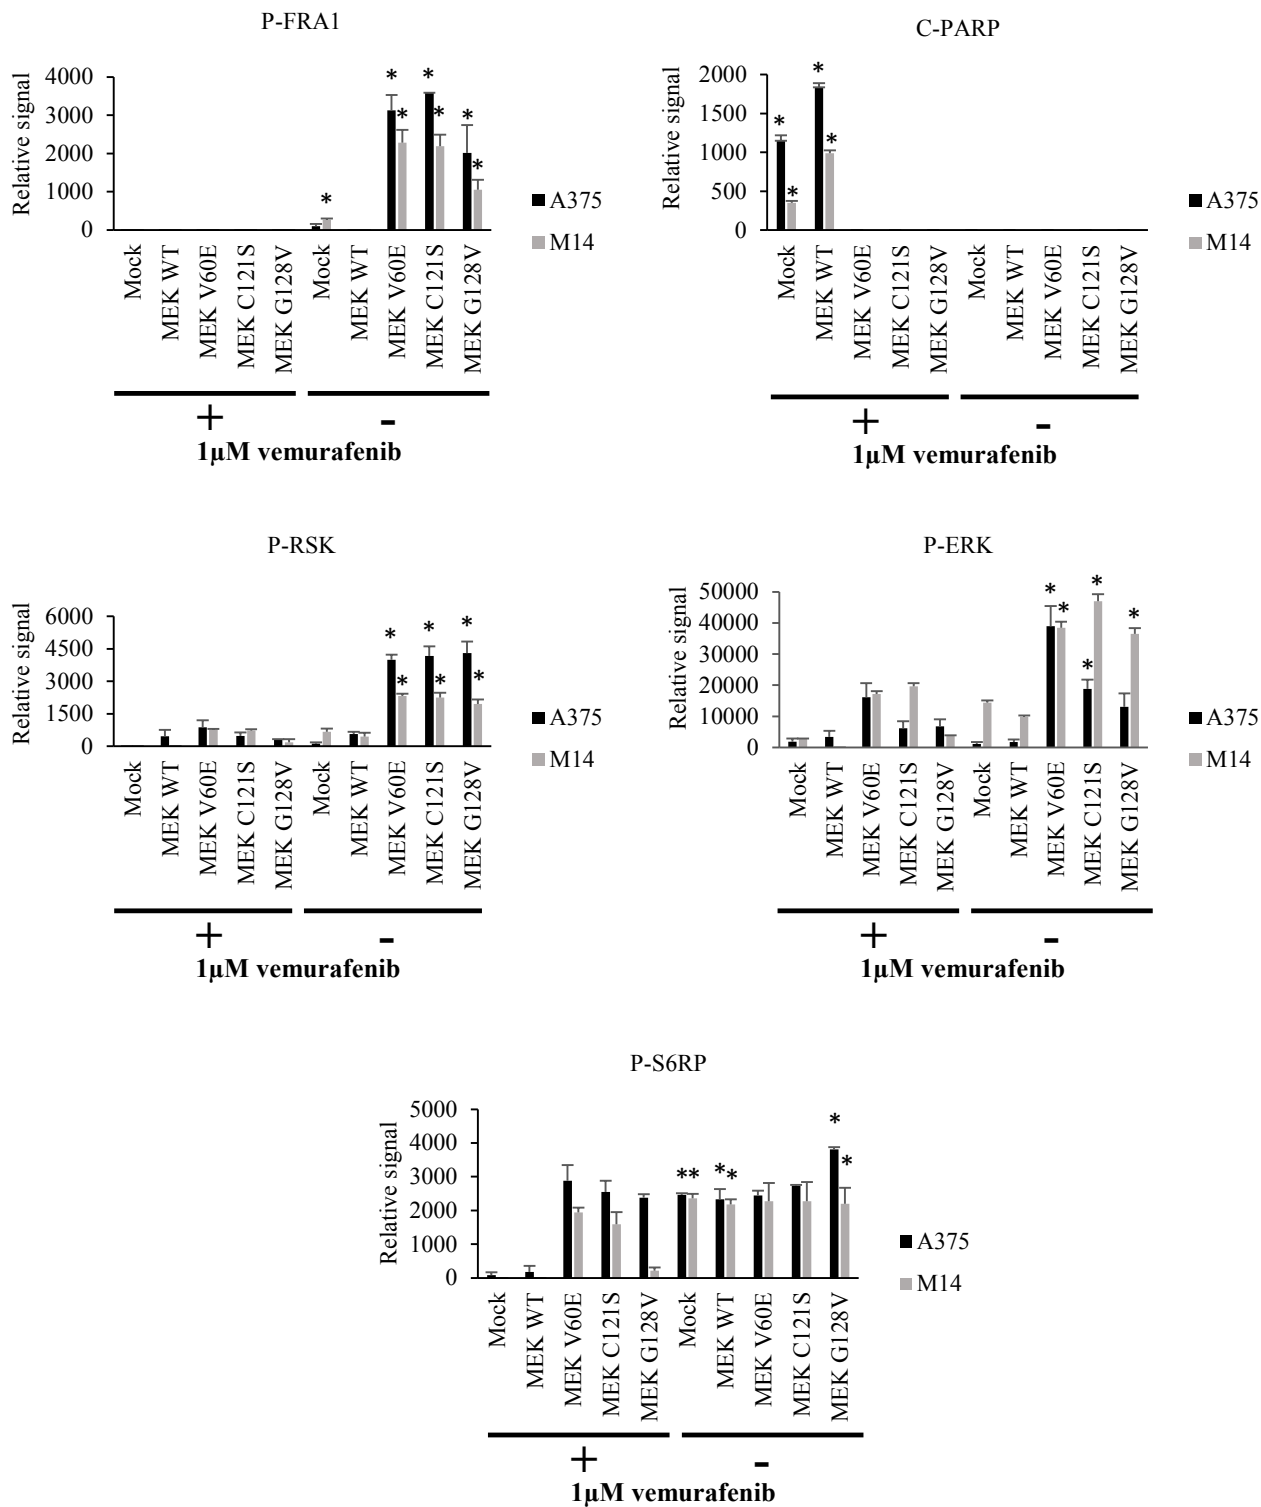 P-FRA1
Relative signal
4000
3000
2000
1000
0
* * * * * * *
Mock
MEK WT
MEK V60E
MEK C121S
MEK G128V
Mock
MEK WT
MEK V60E
MEK C121S
MEK G128V
A375
M14
+ -
1µM vemurafenib
C-PARP
Relative signal
2000
1500
1000
500
0
* * * *
Mock
MEK WT
MEK V60E
MEK C121S
MEK G128V
Mock
MEK WT
MEK V60E
MEK C121S
MEK G128V
A375
M14
+ -
1µM vemurafenib
P-RSK
Relative signal
6000
4500
3000
1500
0
* * * * * *
Mock
MEK WT
MEK V60E
MEK C121S
MEK G128V
Mock
MEK WT
MEK V60E
MEK C121S
MEK G128V
A375
M14
+ -
1µM vemurafenib
P-ERK
Relative signal
50000
40000
30000
20000
10000
0
* * * * *
Mock
MEK WT
MEK V60E
MEK C121S
MEK G128V
Mock
MEK WT
MEK V60E
MEK C121S
MEK G128V
A375
M14
+ -
1µM vemurafenib
P-S6RP
Relative signal
5000
4000
3000
2000
1000
0
** * * * *
Mock
MEK WT
MEK V60E
MEK C121S
MEK G128V
Mock
MEK WT
MEK V60E
MEK C121S
MEK G128V
A375
M14
+ -
1µM vemurafenib